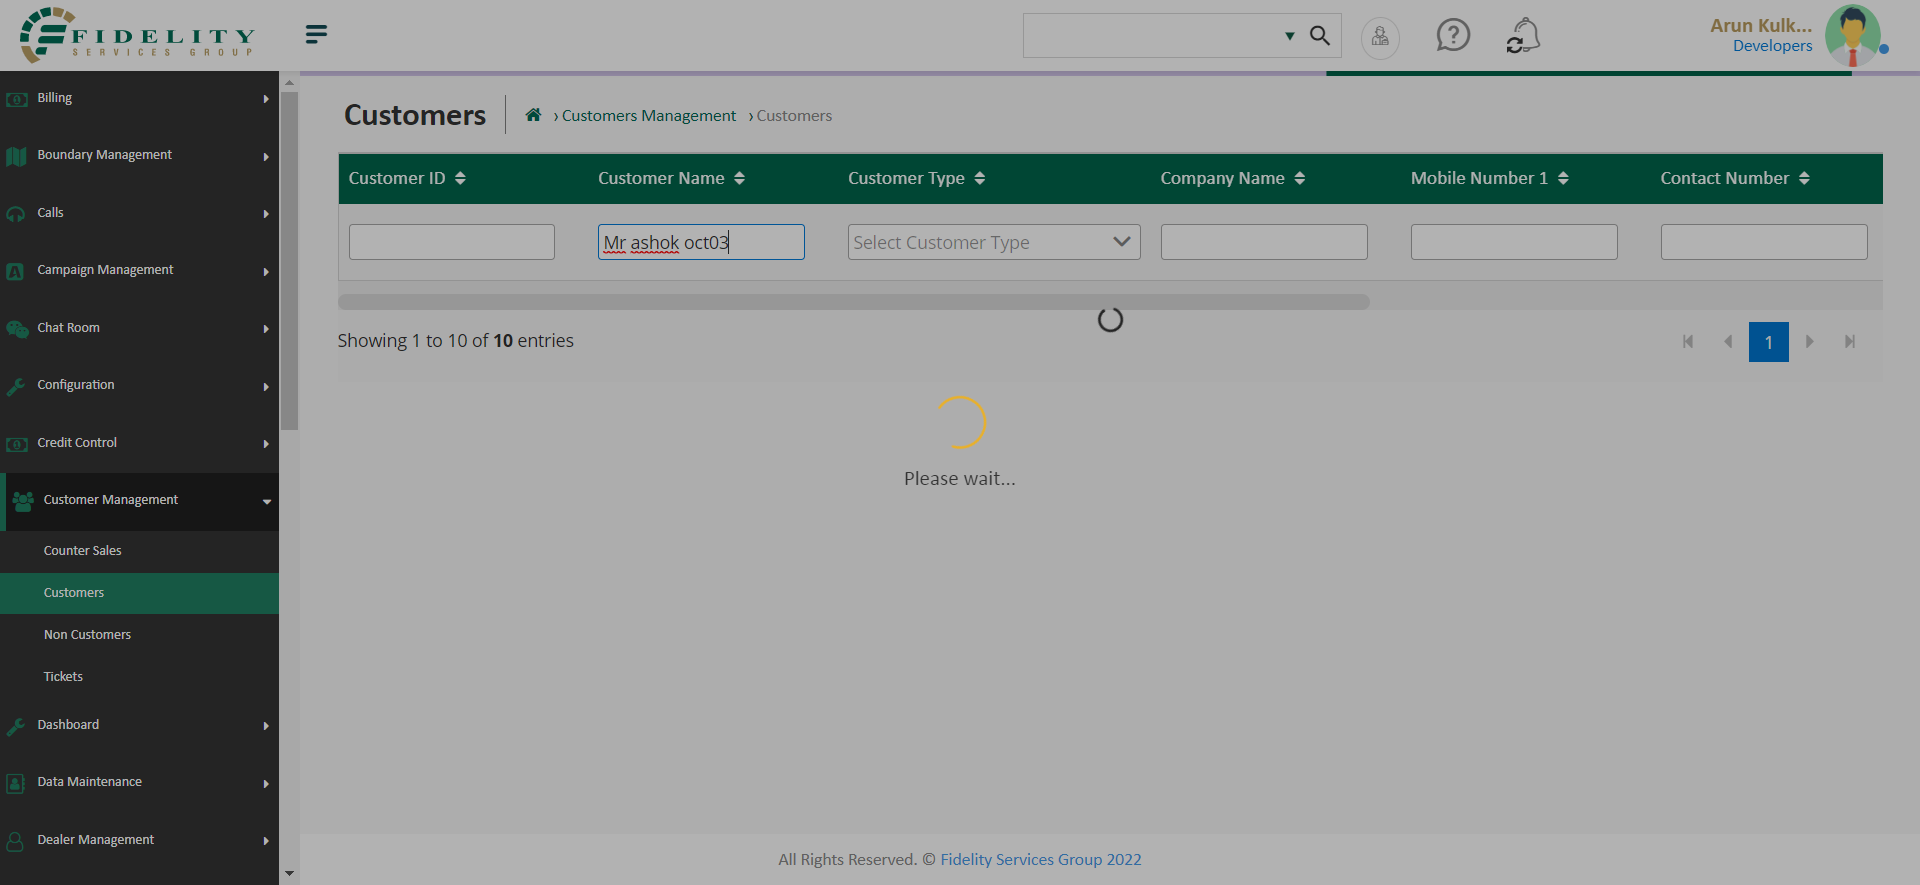 FIDELITY
SERVICES GROUP
Arun Kulk...
Developers
Billing
Boundary Management
Calls
Campaign Management
Chat Room
Configuration
Credit Control
Customer Management
Counter Sales
Customers
Non Customers
Tickets
Dashboard
Data Maintenance
Dealer Management
Customers
› Customers Management › Customers
Customer ID Customer Name Customer Type Company Name Mobile Number 1 Contact Number
Mr ashok oct03 Select Customer Type
Showing 1 to 10 of 10 entries
1
Please wait...
All Rights Reserved. © Fidelity Services Group 2022